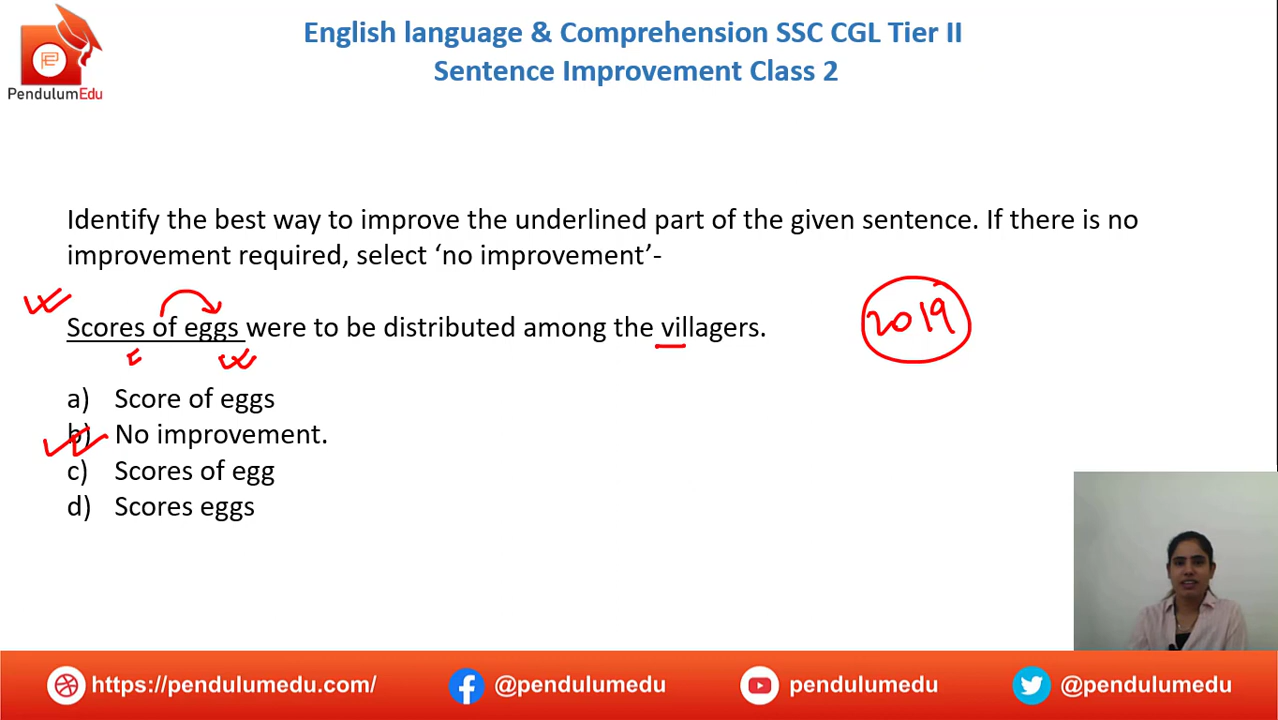 English language & Comprehension SSC CGL Tier II
Sentence Improvement Class 2
PendulumEdu
Identify the best way to improve the underlined part of the given sentence. If there is no
improvement required, select ‘no improvement’-
Scores of eggs were to be distributed among the villagers.
2019
a) Score of eggs
b) No improvement.
c) Scores of egg
d) Scores eggs
https://pendulumedu.com/
@pendulumedu
pendulumedu
@pendulumedu